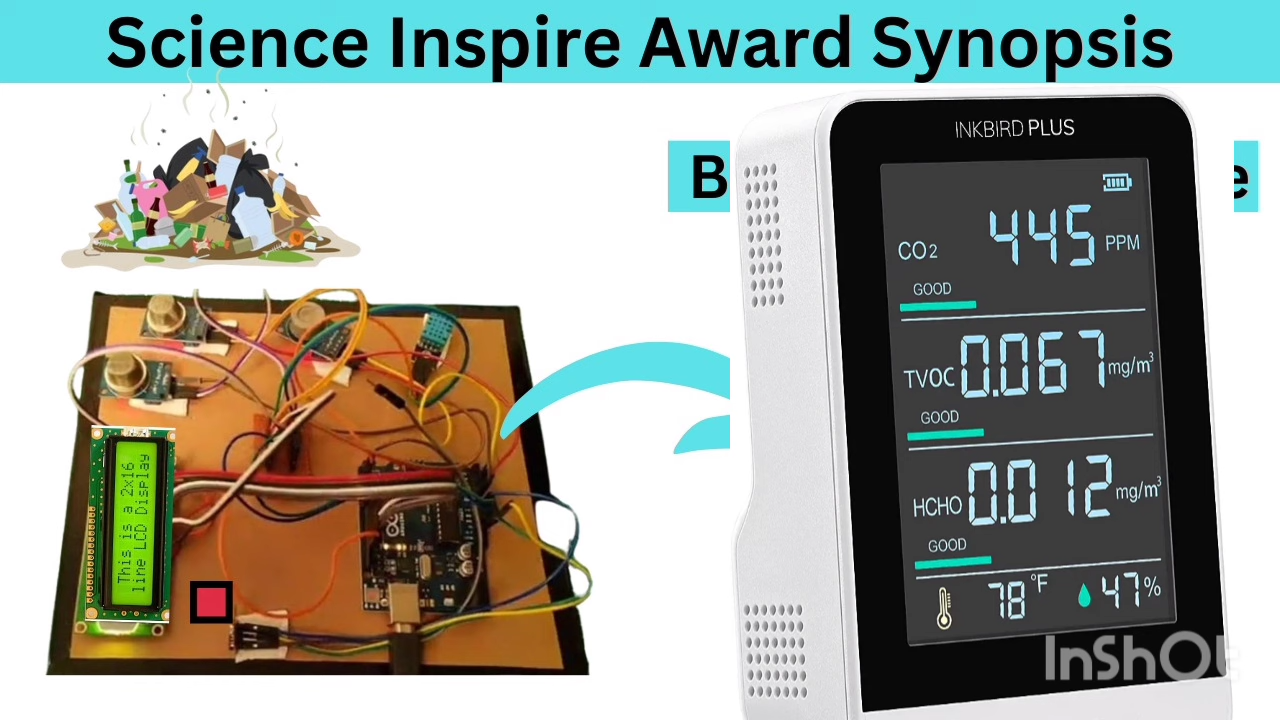 Science Inspire Award Synopsis
INKBIRD PLUS
CO2 445 PPM
GOOD
TVOC 0.067 mg/m³
GOOD
HCHO 0.012 mg/m³
GOOD
78 °F 47%
This is a 2x16
line LCD Display
InShOt